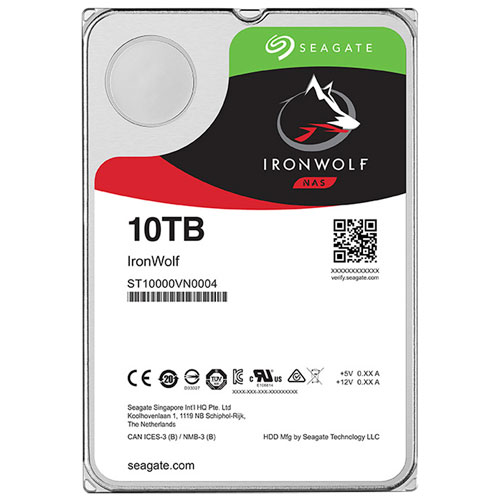 SEAGATE
IRONWOLF
NAS
10TB
IronWolf
ST10000VN0004
XXXXXXXXXXXX
verify.seagate.com
+5V 0.XX A
+12V 0.XX A
Seagate Singapore Int'l HQ Pte. Ltd
Koolhovenlaan 1, 1119 NB Schiphol-Rijk,
The Netherlands
CAN ICES-3 (B) / NMB-3 (B)
HDD Mfg by Seagate Technology LLC
seagate.com